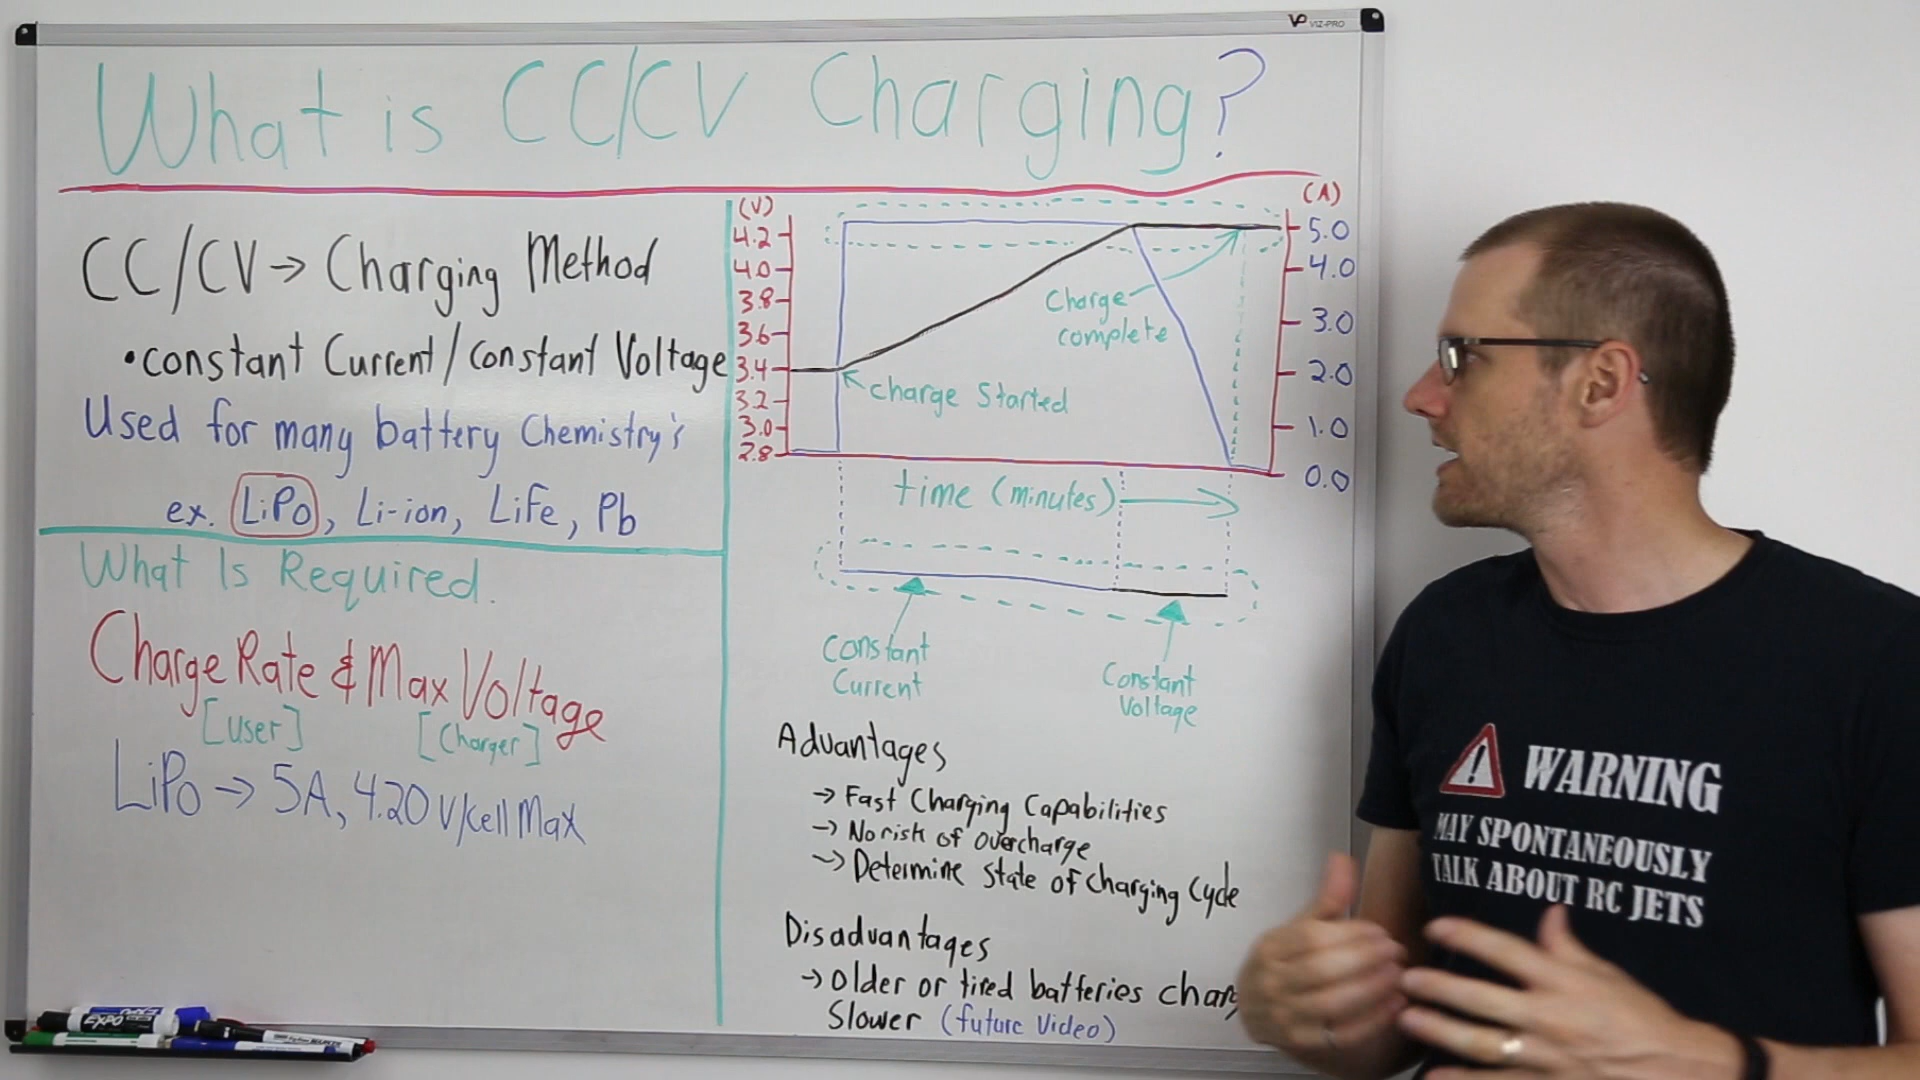 VP VIZ-PRO
What is CC/CV Charging?
CC/CV → Charging Method
• constant Current/constant Voltage
Used for many battery Chemistry's
ex. LiPo, Li-ion, LiFe, Pb
What Is Required.
Charge Rate & Max Voltage
[User] [Charger]
LiPo → 5A, 4.20 V/cell Max
(V)
4.2
4.0
3.8
3.6
3.4
3.2
3.0
2.8
(A)
5.0
4.0
3.0
2.0
1.0
0.0
Charge
complete
charge Started
time (minutes)
Constant
Current
Constant
Voltage
Advantages
→ Fast Charging Capabilities
→ No risk of overcharge
→ Determine State of Charging Cycle
Disadvantages
→ Older or tired batteries char
Slower (future Video)
EXPO
WARNING
MAY SPONTANEOUSLY
TALK ABOUT RC JETS